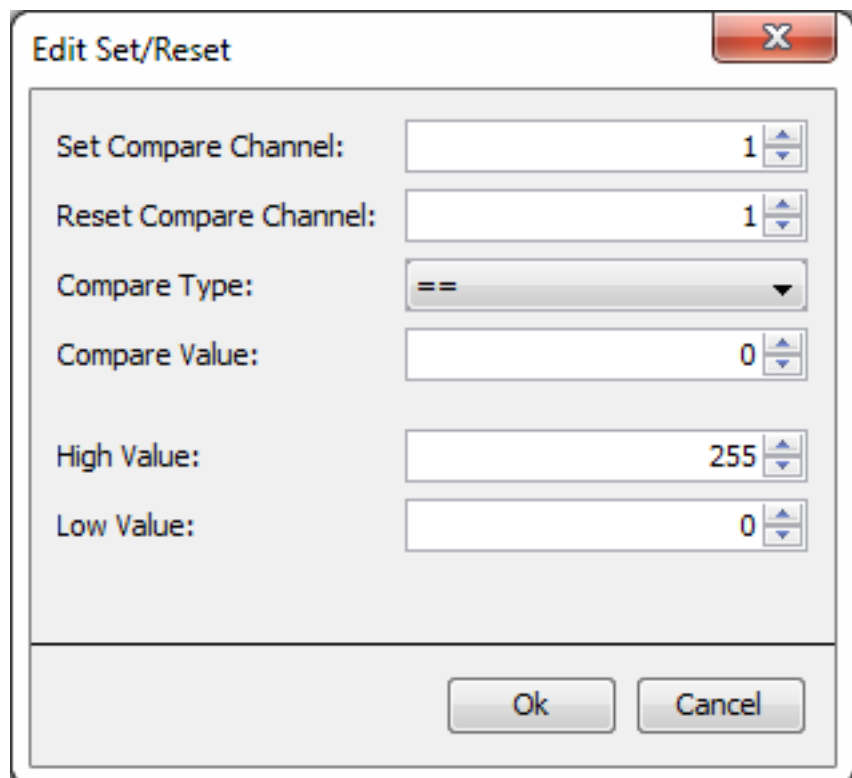 Edit Set/Reset
Set Compare Channel: 1
Reset Compare Channel: 1
Compare Type: ==
Compare Value: 0
High Value: 255
Low Value: 0
Ok Cancel